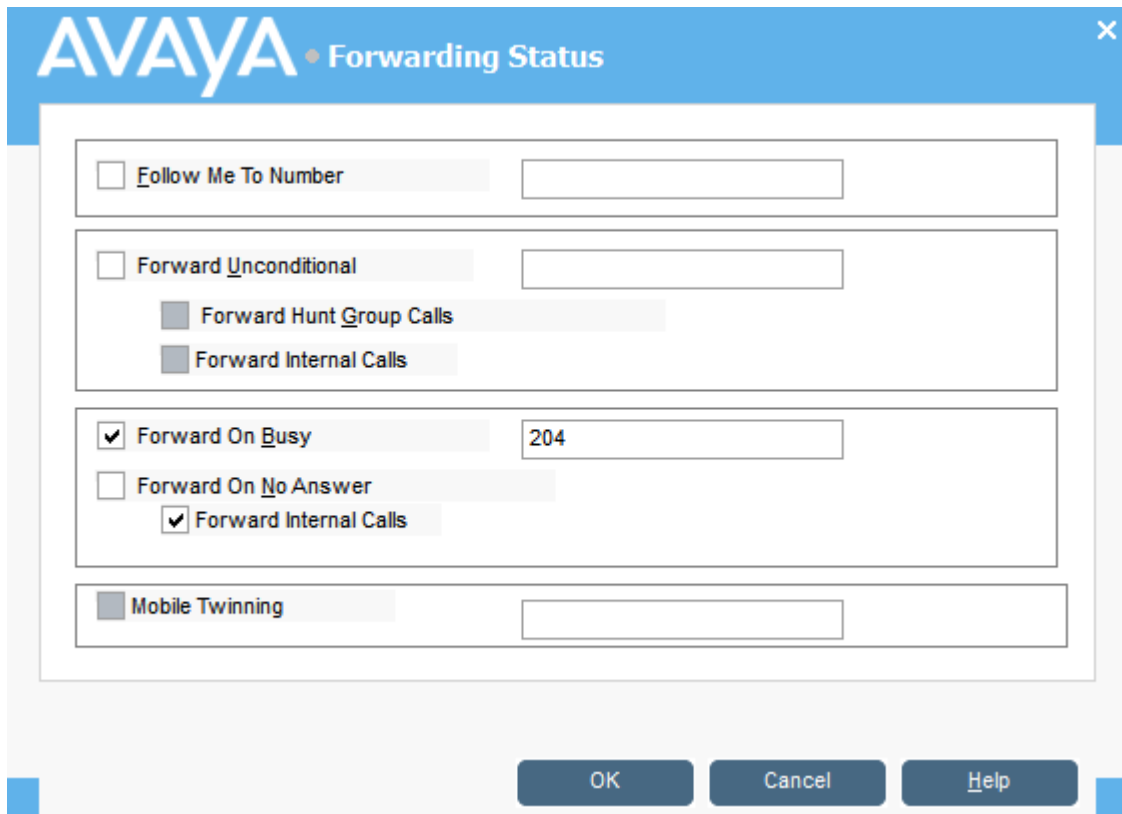 AVAYA • Forwarding Status
Follow Me To Number
Forward Unconditional
Forward Hunt Group Calls
Forward Internal Calls
Forward On Busy 204
Forward On No Answer
Forward Internal Calls
Mobile Twinning
OK Cancel Help